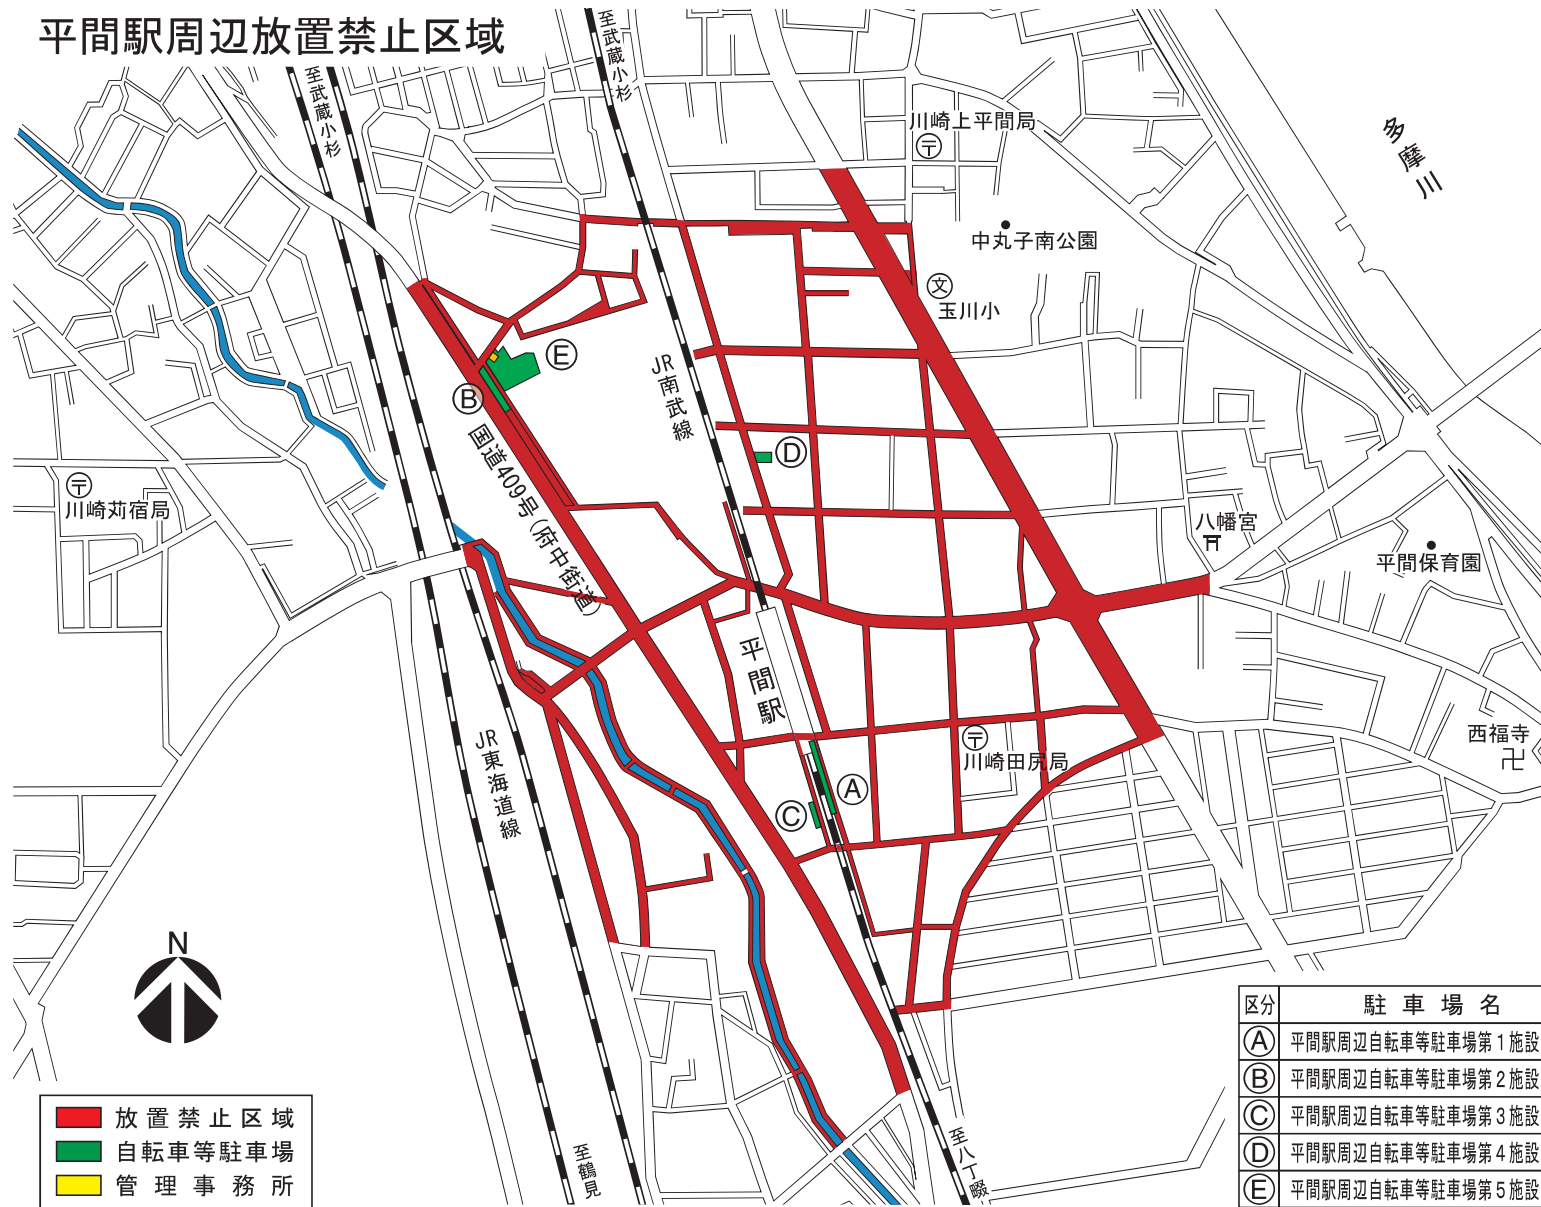 平間駅周辺放置禁止区域
至武蔵小杉
至武蔵小杉
多摩川
川崎上平間局
〒
中丸子南公園
文
玉川小
JR南武線
E
B
国道409号(府中街道)
D
〒
川崎苅宿局
八幡宮
平間保育園
平間駅
〒
川崎田尻局
西福寺
卍
JR東海道線
A
C
N
区分 駐車場名
A 平間駅周辺自転車等駐車場第1施設
B 平間駅周辺自転車等駐車場第2施設
C 平間駅周辺自転車等駐車場第3施設
D 平間駅周辺自転車等駐車場第4施設
E 平間駅周辺自転車等駐車場第5施設
放置禁止区域
自転車等駐車場
管理事務所
至鶴見
至八丁畷